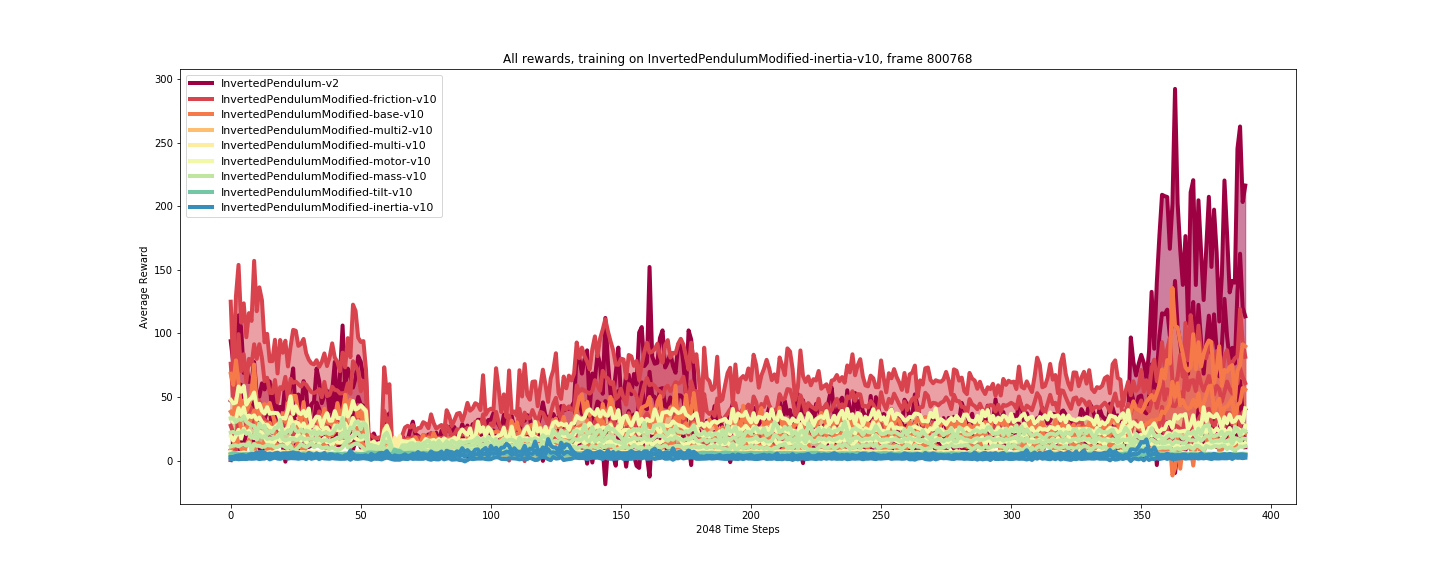 All rewards, training on InvertedPendulumModified-inertia-v10, frame 800768
300
250
200
150
100
50
0
Average Reward
InvertedPendulum-v2
InvertedPendulumModified-friction-v10
InvertedPendulumModified-base-v10
InvertedPendulumModified-multi2-v10
InvertedPendulumModified-multi-v10
InvertedPendulumModified-motor-v10
InvertedPendulumModified-mass-v10
InvertedPendulumModified-tilt-v10
InvertedPendulumModified-inertia-v10
0 50 100 150 200 250 300 350 400
2048 Time Steps